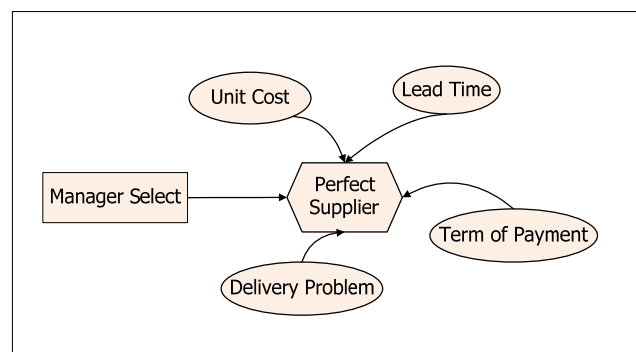 Unit Cost
Lead Time
Manager Select
Perfect
Supplier
Term of Payment
Delivery Problem